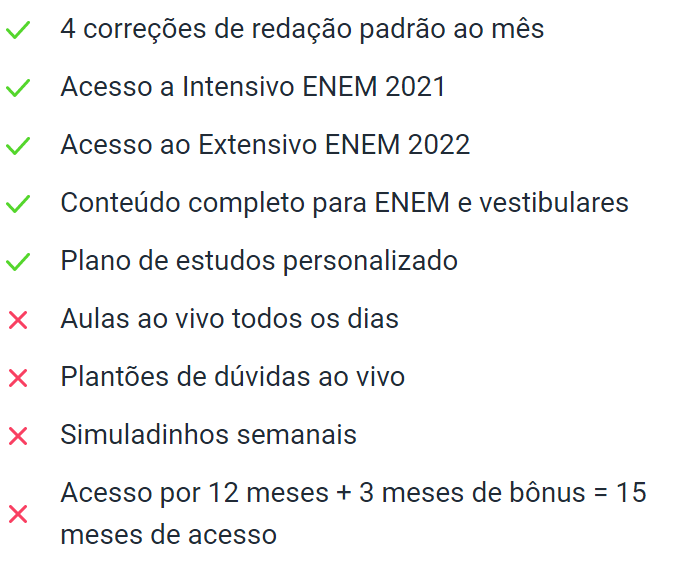 4 correções de redação padrão ao mês
Acesso a Intensivo ENEM 2021
Acesso ao Extensivo ENEM 2022
Conteúdo completo para ENEM e vestibulares
Plano de estudos personalizado
Aulas ao vivo todos os dias
Plantões de dúvidas ao vivo
Simuladinhos semanais
Acesso por 12 meses + 3 meses de bônus = 15
meses de acesso